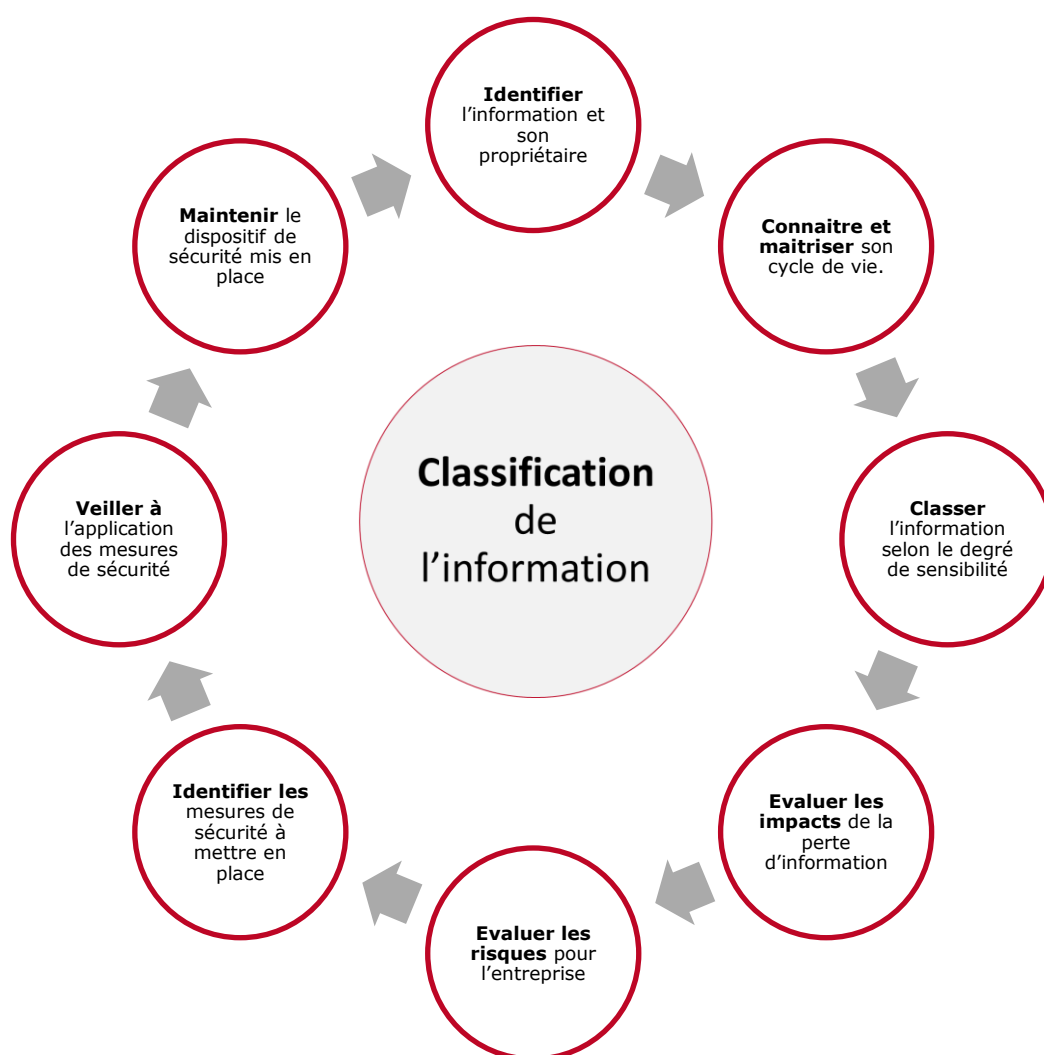 Identifier
l'information et
son
propriétaire
Connaitre et
maitriser son
cycle de vie.
Classer
l'information
selon le degré
de sensibilité
Evaluer les
impacts de la
perte
d'information
Evaluer les
risques pour
l'entreprise
Identifier les
mesures de
sécurité à
mettre en
place
Veiller à
l'application
des mesures
de sécurité
Maintenir le
dispositif de
sécurité mis en
place
Classification
de
l'information